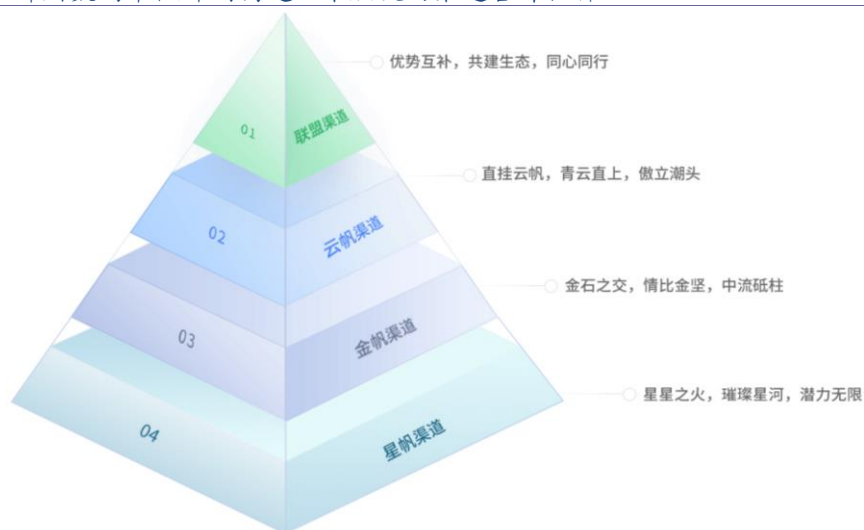 01
联盟渠道
优势互补，共建生态，同心同行
02
云帆渠道
直挂云帆，青云直上，傲立潮头
03
金帆渠道
金石之交，情比金坚，中流砥柱
04
星帆渠道
星星之火，璀璨星河，潜力无限